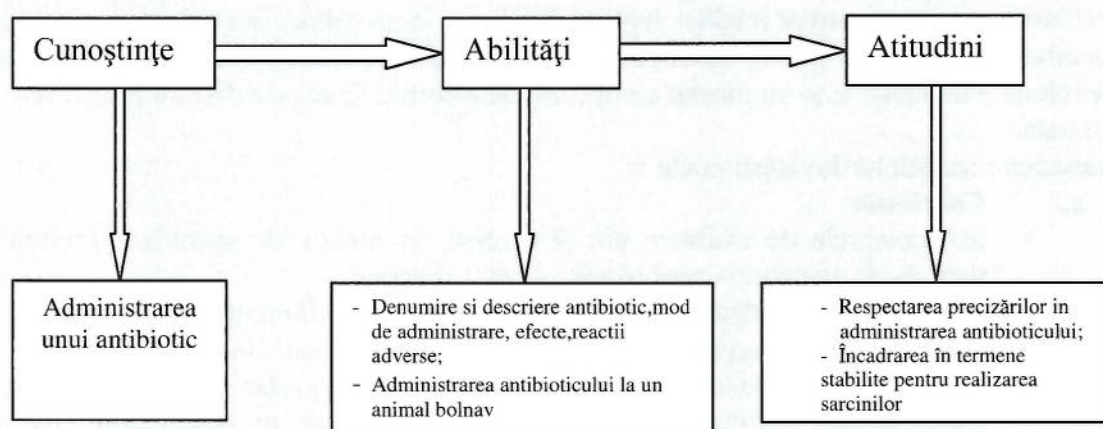 Cunoştinţe
Abilităţi
Atitudini
Administrarea
unui antibiotic
- Denumire si descriere antibiotic,mod
de administrare, efecte,reactii
adverse;
- Administrarea antibioticului la un
animal bolnav
- Respectarea precizărilor in
administrarea antibioticului;
- Încadrarea în termene
stabilite pentru realizarea
sarcinilor